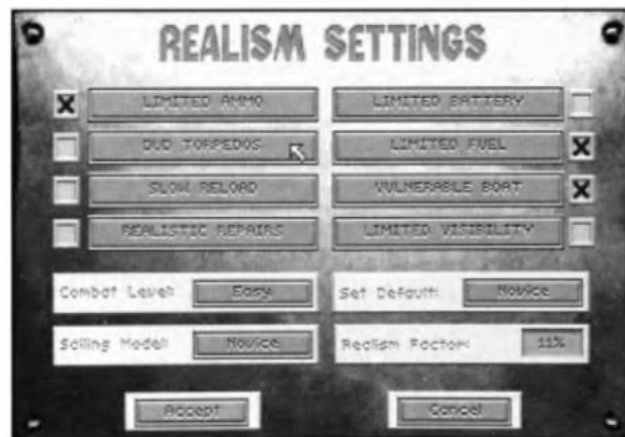 REALISM SETTINGS
LIMITED AMMO LIMITED BATTERY
DUD TORPEDOS LIMITED FUEL
SLOW RELOAD VULNERABLE BOAT
REALISTIC REPAIRS LIMITED VISIBILITY
Combat Level: Easy Set Default: Novice
Sailing Model: Novice Realism Factor: 11%
Accept Cancel